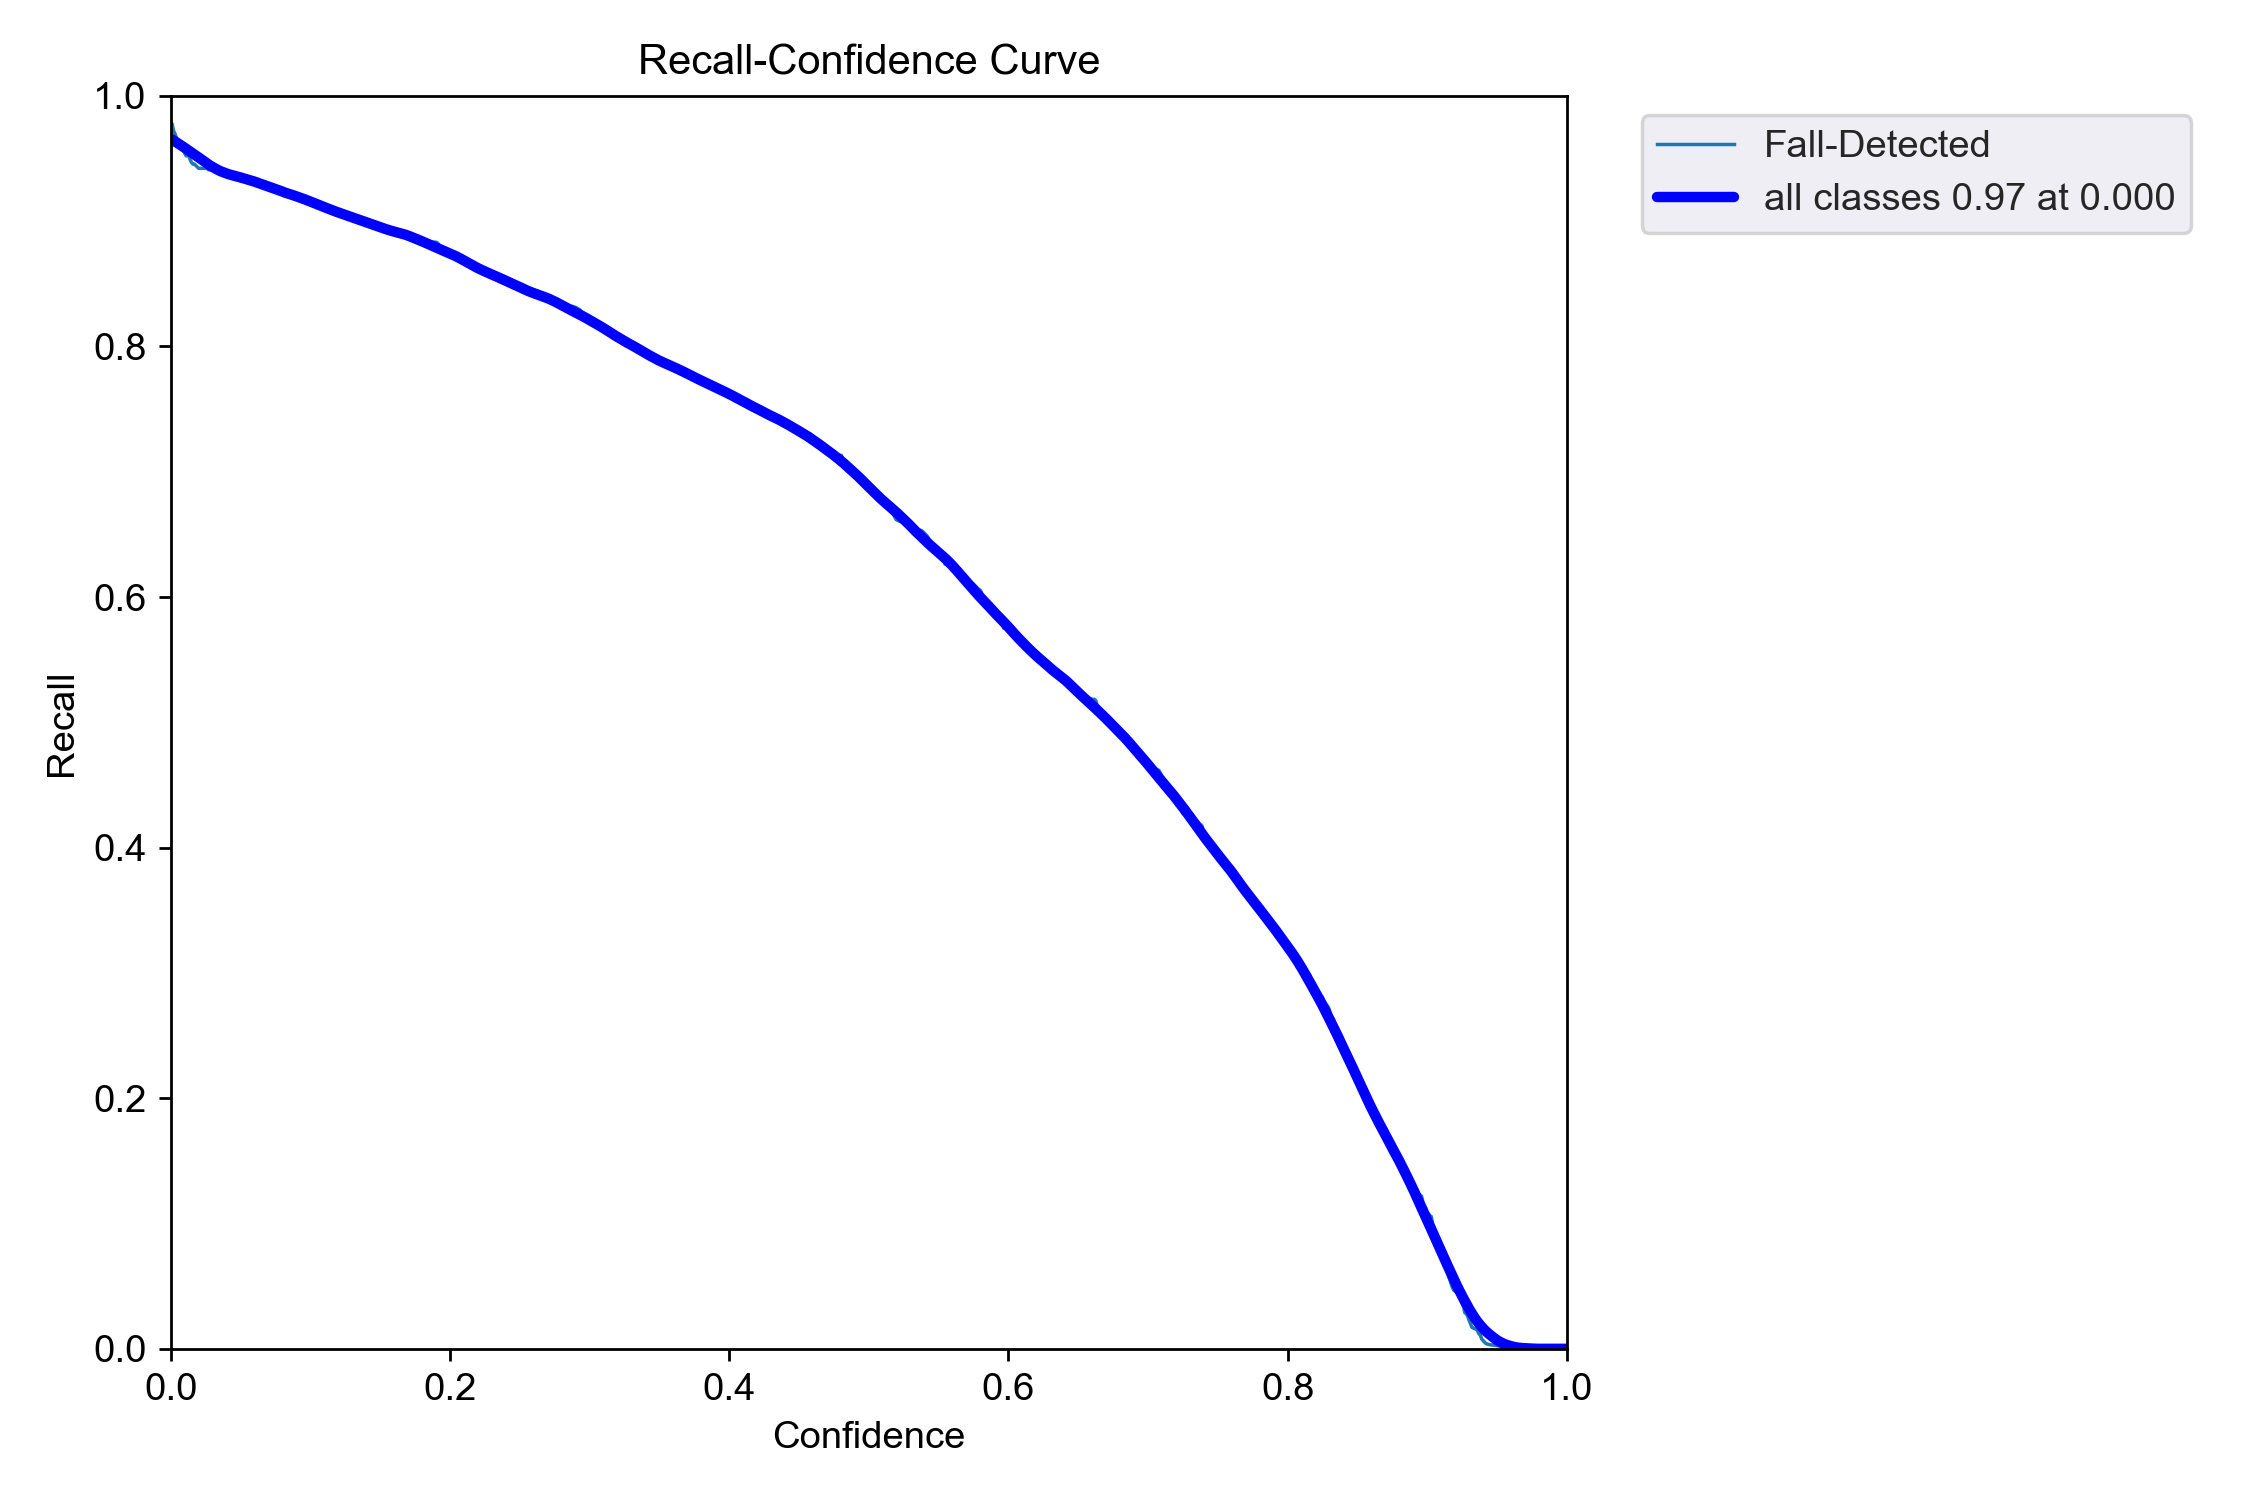 Recall-Confidence Curve
1.0
0.8
0.6
0.4
0.2
0.0
Recall
0.0 0.2 0.4 0.6 0.8 1.0
Confidence
Fall-Detected
all classes 0.97 at 0.000